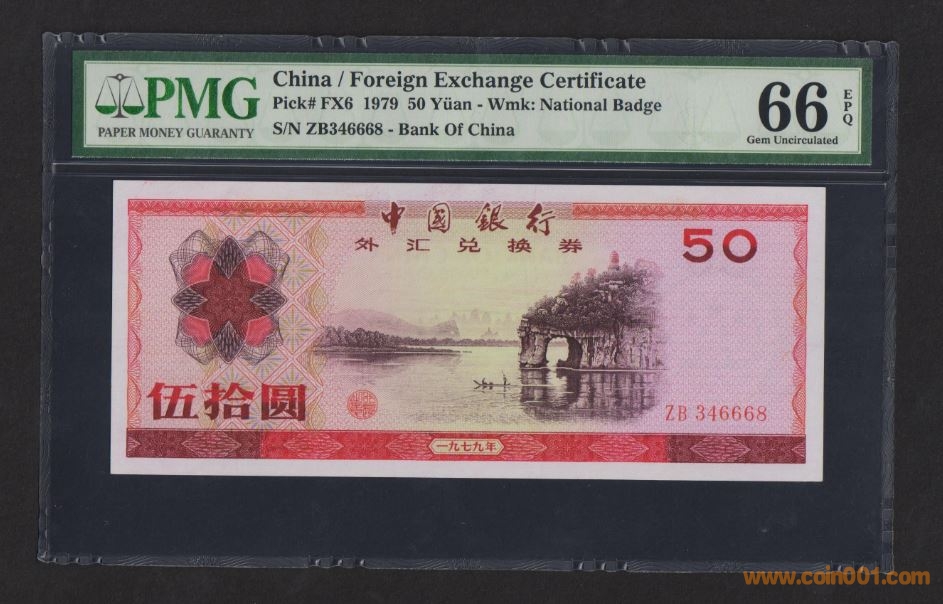 PMG
PAPER MONEY GUARANTY
China / Foreign Exchange Certificate
Pick# FX6 1979 50 Yüan - Wmk: National Badge
S/N ZB346668 - Bank Of China
66
EPQ
Gem Uncirculated
中國銀行
外汇兑换券
50
伍拾圆
ZB 346668
一九七九年
www.coin001.com